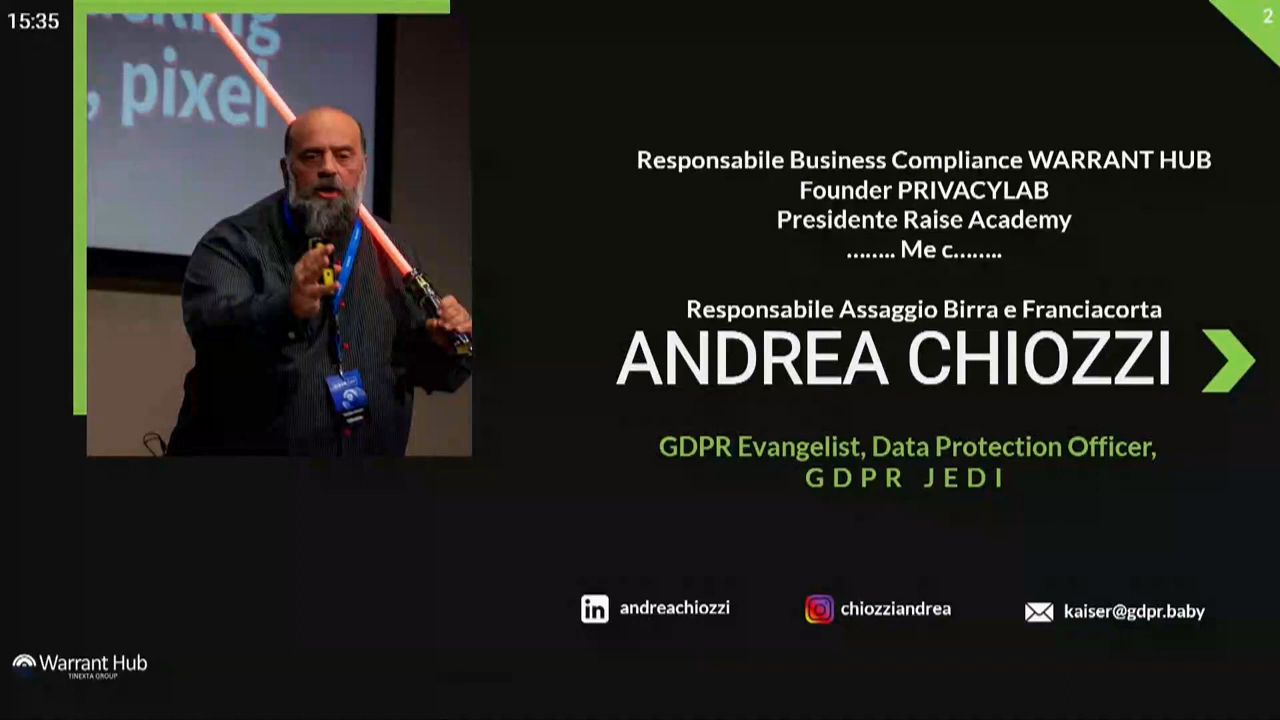 15:35
2
, pixel
Responsabile Business Compliance WARRANT HUB
Founder PRIVACYLAB
Presidente Raise Academy
........ Me c........
Responsabile Assaggio Birra e Franciacorta
ANDREA CHIOZZI
GDPR Evangelist, Data Protection Officer,
GDPR JEDI
in andreachiozzi
chiozziandrea
kaiser@gdpr.baby
Warrant Hub
TINEXTA GROUP